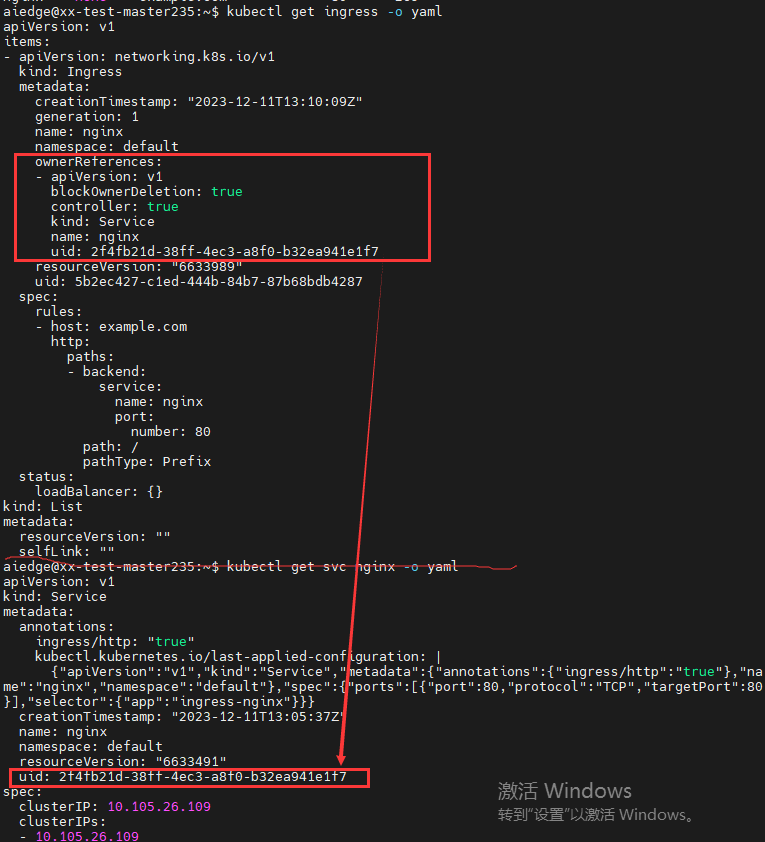 aiedge@xx-test-master235:~$ kubectl get ingress -o yaml
apiVersion: v1
items:
- apiVersion: networking.k8s.io/v1
  kind: Ingress
  metadata:
    creationTimestamp: "2023-12-11T13:10:09Z"
    generation: 1
    name: nginx
    namespace: default
    ownerReferences:
    - apiVersion: v1
      blockOwnerDeletion: true
      controller: true
      kind: Service
      name: nginx
      uid: 2f4fb21d-38ff-4ec3-a8f0-b32ea941e1f7
    resourceVersion: "6633989"
    uid: 5b2ec427-c1ed-444b-84b7-87b68bdb4287
  spec:
    rules:
    - host: example.com
      http:
        paths:
        - backend:
            service:
              name: nginx
              port:
                number: 80
          path: /
          pathType: Prefix
  status:
    loadBalancer: {}
kind: List
metadata:
  resourceVersion: ""
  selfLink: ""
aiedge@xx-test-master235:~$ kubectl get svc nginx -o yaml
apiVersion: v1
kind: Service
metadata:
  annotations:
    ingress/http: "true"
    kubectl.kubernetes.io/last-applied-configuration: |
      {"apiVersion":"v1","kind":"Service","metadata":{"annotations":{"ingress/http":"true"},"na
me":"nginx","namespace":"default"},"spec":{"ports":[{"port":80,"protocol":"TCP","targetPort":80
}],"selector":{"app":"ingress-nginx"}}}
  creationTimestamp: "2023-12-11T13:05:37Z"
  name: nginx
  namespace: default
  resourceVersion: "6633491"
  uid: 2f4fb21d-38ff-4ec3-a8f0-b32ea941e1f7
spec:
  clusterIP: 10.105.26.109
  clusterIPs:
  - 10.105.26.109
激活 Windows
转到“设置”以激活 Windows。